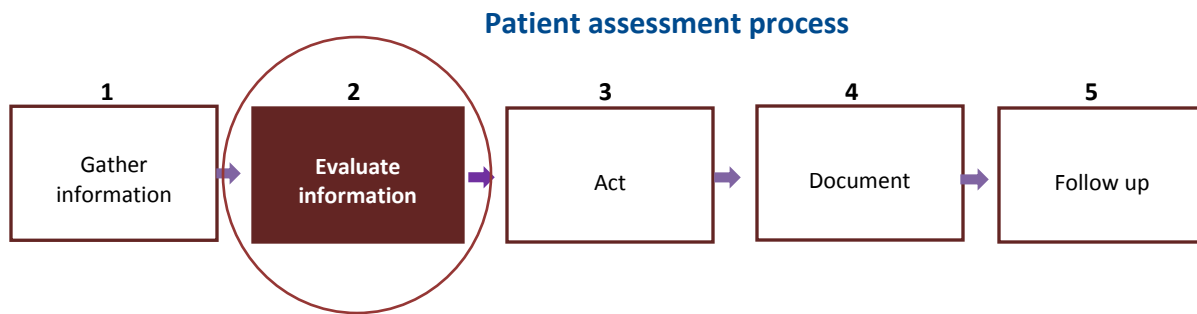 Patient assessment process
1
2
3
4
5
Gather
information
Evaluate
information
Act
Document
Follow up